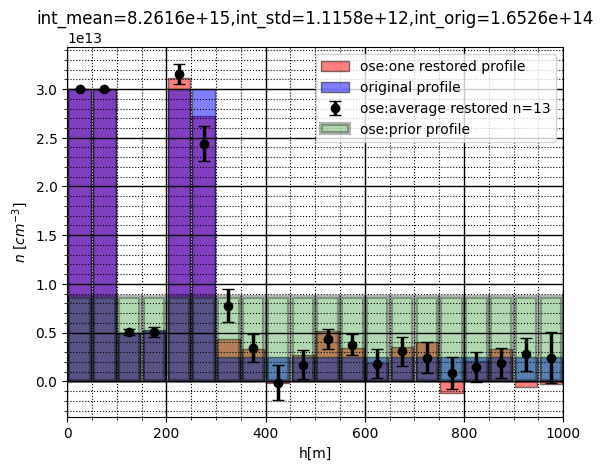 int_mean=8.2616e+15,int_std=1.1158e+12,int_orig=1.6526e+14
1e13
ose:one restored profile
original profile
ose:average restored n=13
ose:prior profile
n [cm⁻³]
3.0
2.5
2.0
1.5
1.0
0.5
0.0
0 200 400 600 800 1000
h[m]